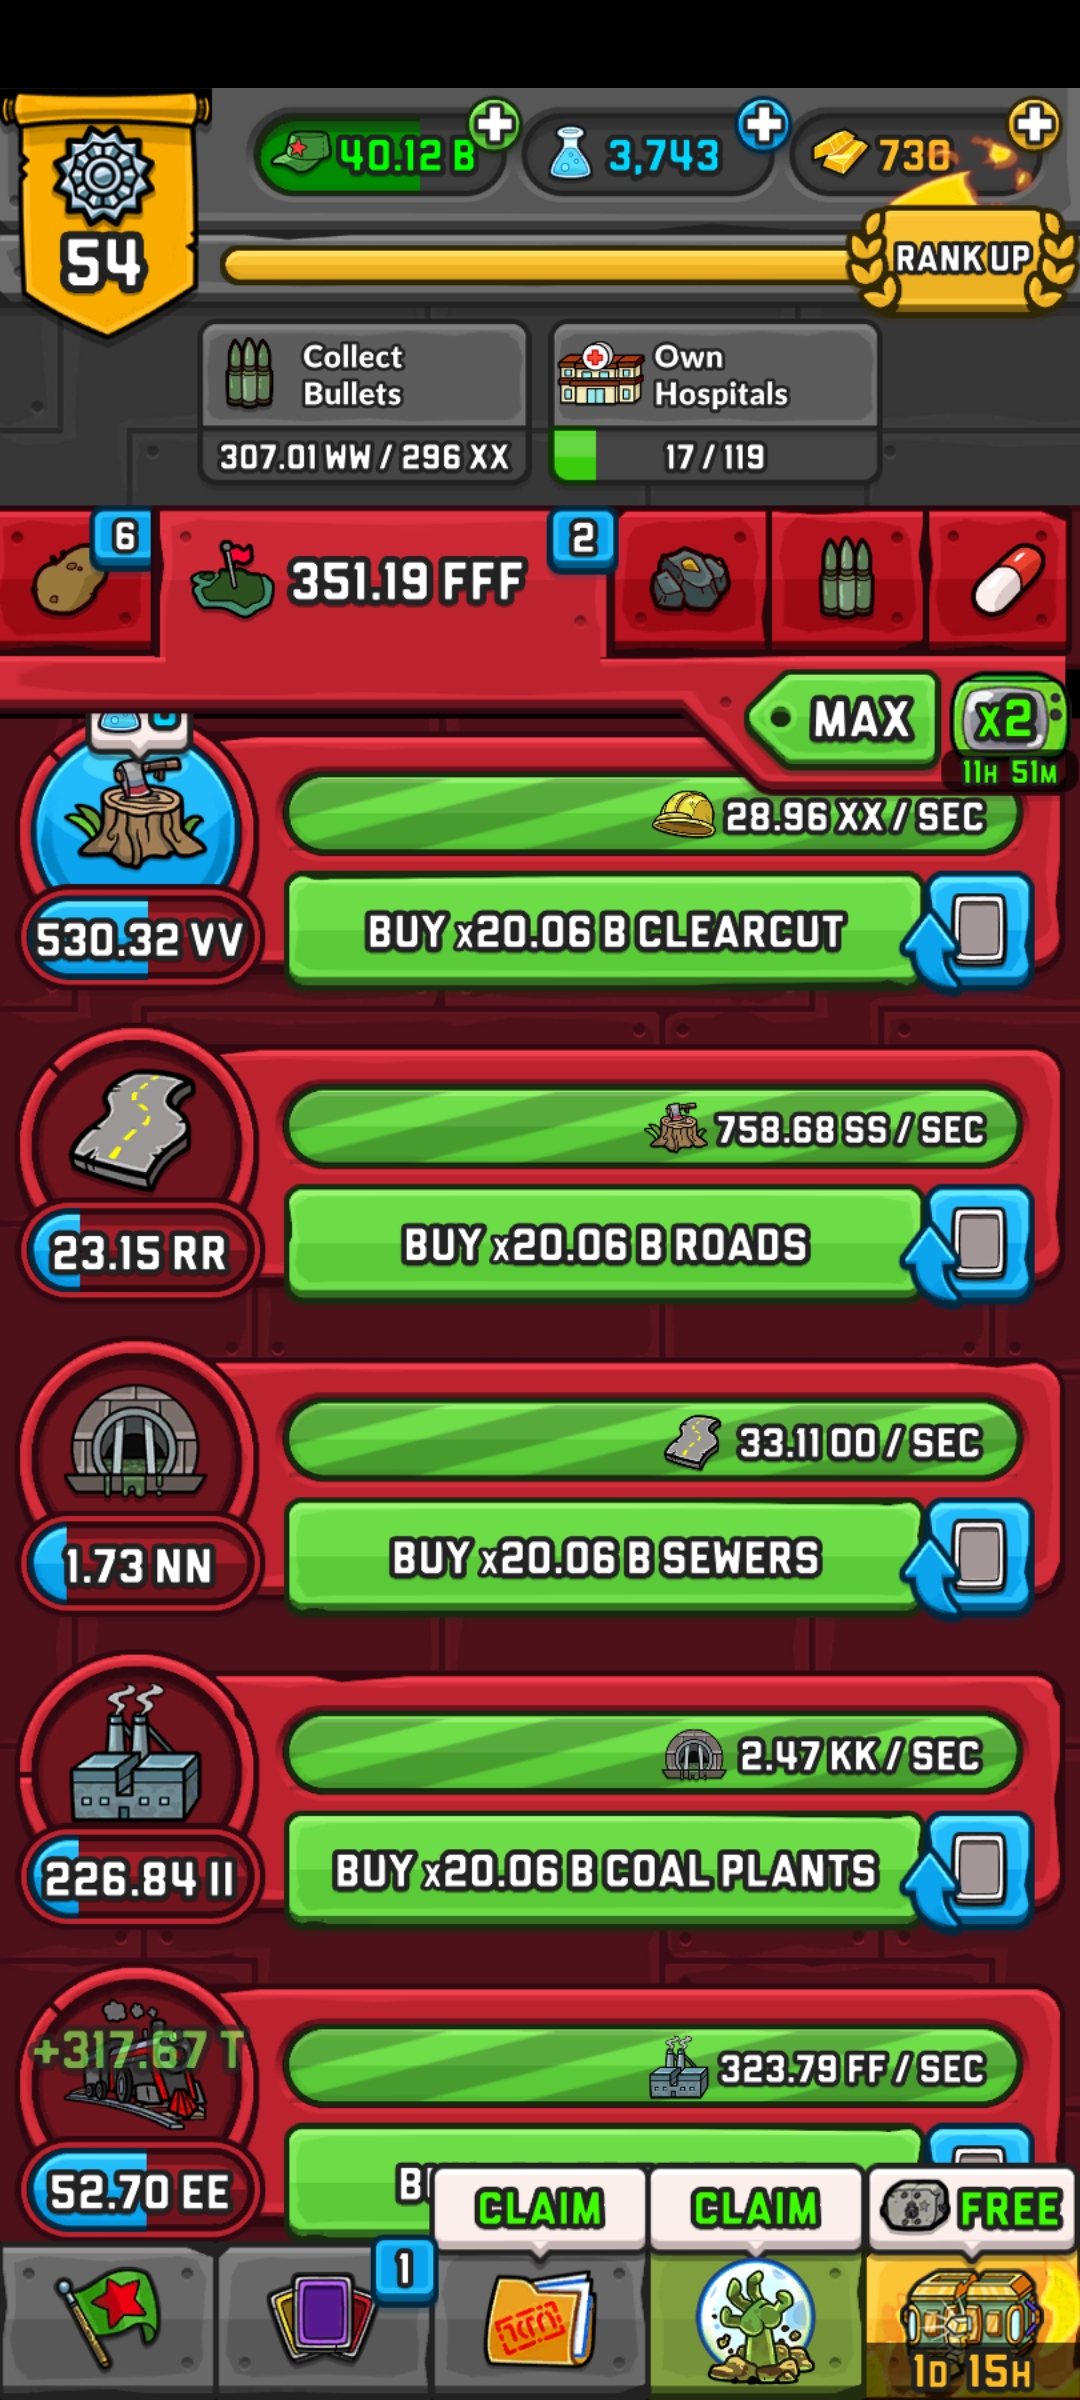 40.12 B
3,743
730
54
RANK UP
Collect
Bullets
307.01 WW / 296 XX
Own
Hospitals
17 / 119
6
351.19 FFF
2
MAX
x2
11H 51M
28.96 XX / SEC
530.32 VV
BUY x20.06 B CLEARCUT
758.68 SS / SEC
23.15 RR
BUY x20.06 B ROADS
33.11 OO / SEC
1.73 NN
BUY x20.06 B SEWERS
2.47 KK / SEC
226.84 II
BUY x20.06 B COAL PLANTS
+317.67 T
323.79 FF / SEC
52.70 EE
CLAIM
CLAIM
FREE
1
1D 15H